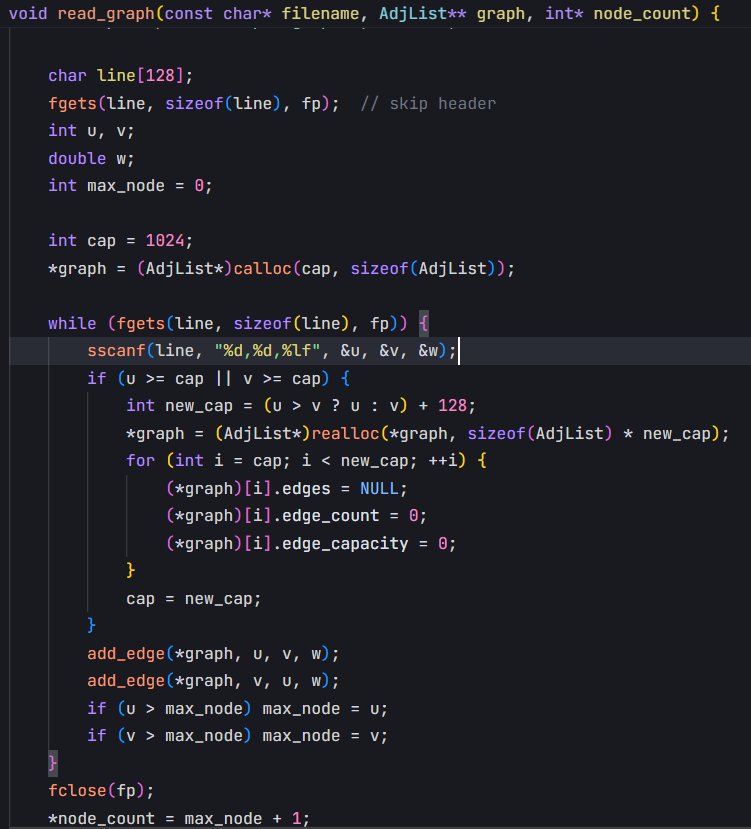 void read_graph(const char* filename, AdjList** graph, int* node_count) {
char line[128];
fgets(line, sizeof(line), fp);  // skip header
int u, v;
double w;
int max_node = 0;
int cap = 1024;
*graph = (AdjList*)calloc(cap, sizeof(AdjList));
while (fgets(line, sizeof(line), fp)) {
sscanf(line, "%d,%d,%lf", &u, &v, &w);
if (u >= cap || v >= cap) {
int new_cap = (u > v ? u : v) + 128;
*graph = (AdjList*)realloc(*graph, sizeof(AdjList) * new_cap);
for (int i = cap; i < new_cap; ++i) {
(*graph)[i].edges = NULL;
(*graph)[i].edge_count = 0;
(*graph)[i].edge_capacity = 0;
}
cap = new_cap;
}
add_edge(*graph, u, v, w);
add_edge(*graph, v, u, w);
if (u > max_node) max_node = u;
if (v > max_node) max_node = v;
}
fclose(fp);
*node_count = max_node + 1;